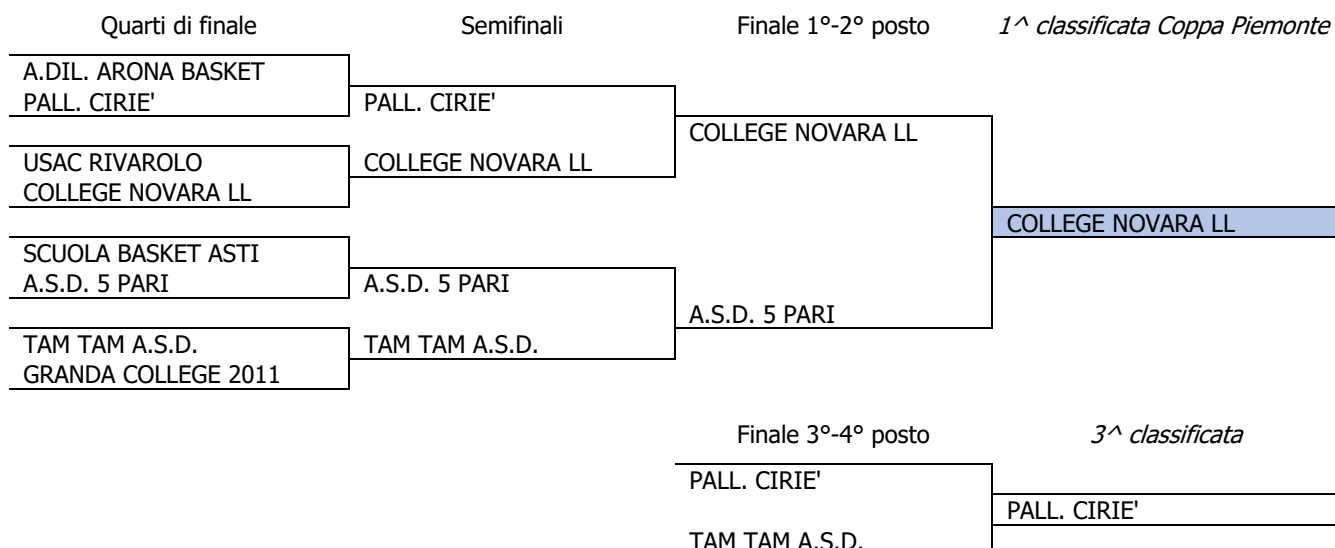 Quarti di finale
Semifinali
Finale 1°-2° posto
1^ classificata Coppa Piemonte
A.DIL. ARONA BASKET
PALL. CIRIE'
PALL. CIRIE'
COLLEGE NOVARA LL
USAC RIVAROLO
COLLEGE NOVARA LL
COLLEGE NOVARA LL
COLLEGE NOVARA LL
SCUOLA BASKET ASTI
A.S.D. 5 PARI
A.S.D. 5 PARI
A.S.D. 5 PARI
TAM TAM A.S.D.
TAM TAM A.S.D.
GRANDA COLLEGE 2011
Finale 3°-4° posto
3^ classificata
PALL. CIRIE'
PALL. CIRIE'
TAM TAM A.S.D.